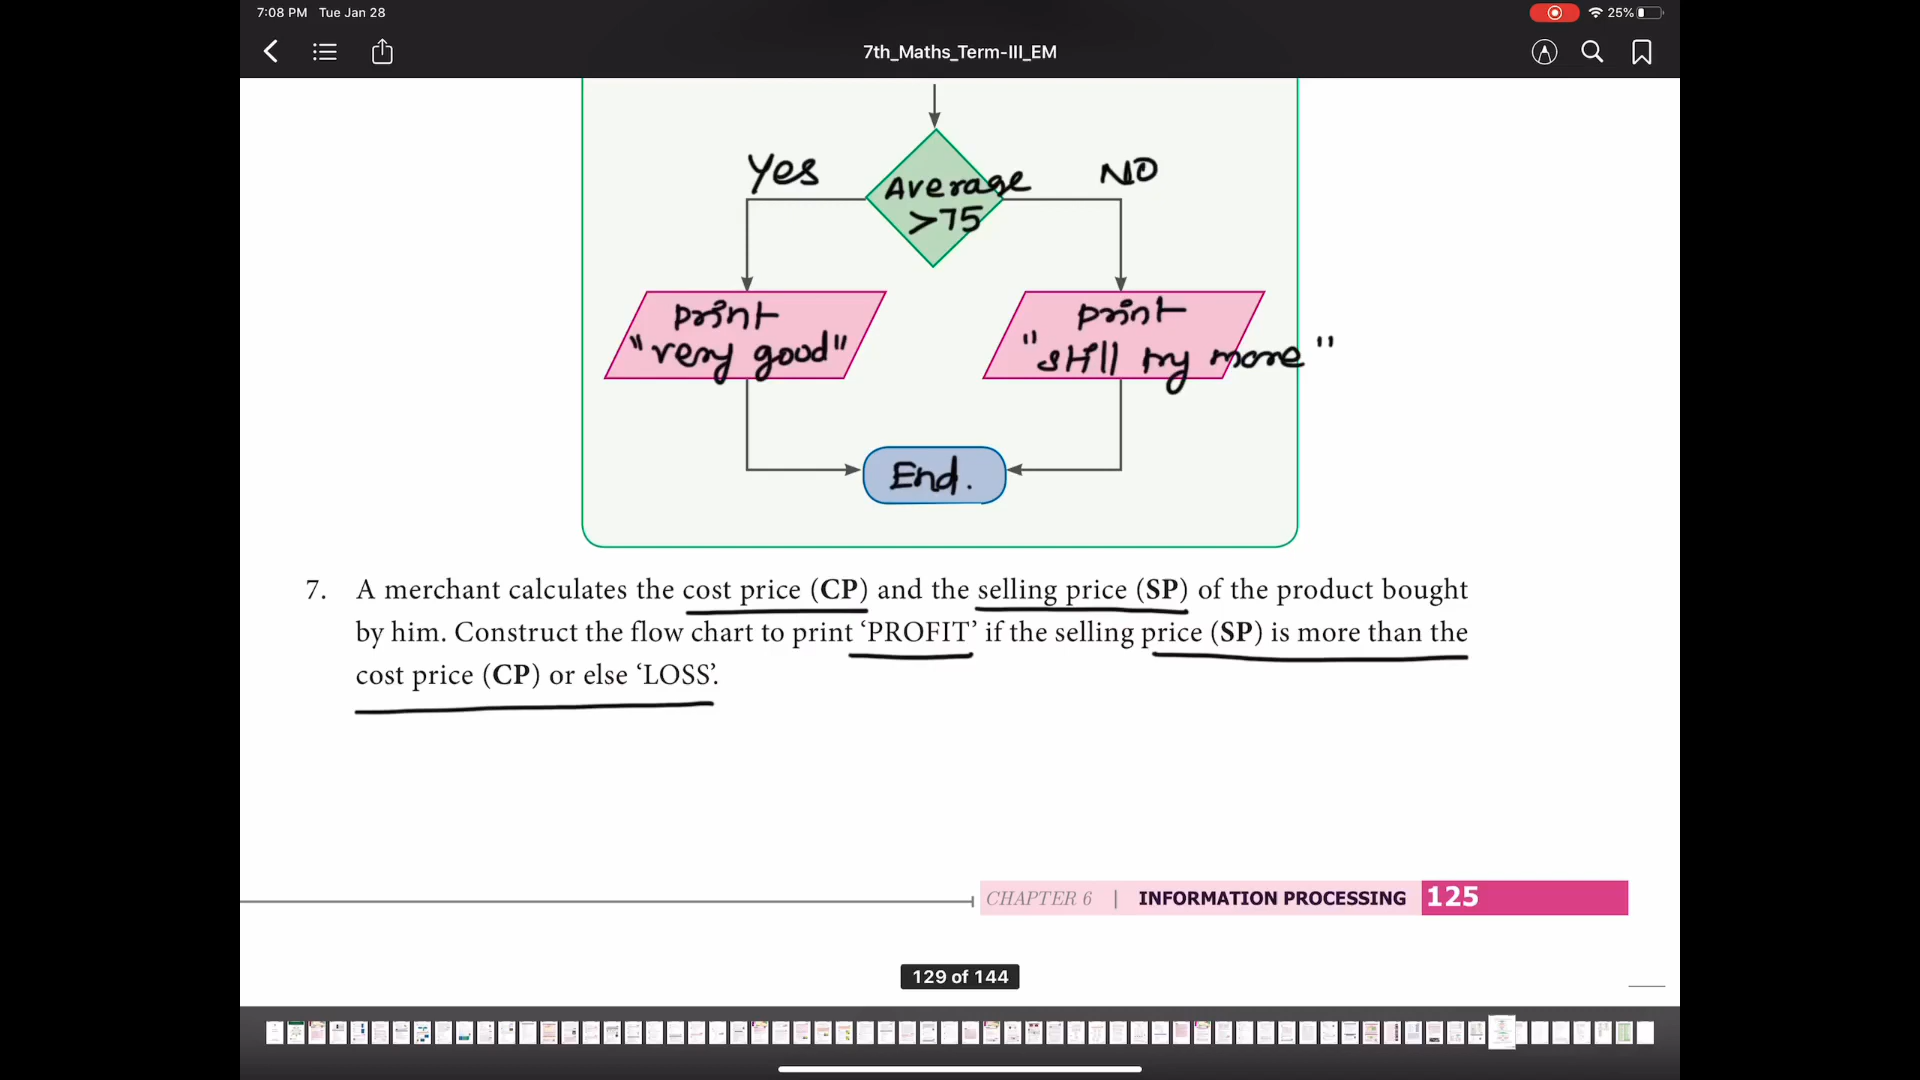 7:08 PM Tue Jan 28
25%
7th_Maths_Term-III_EM
Yes
NO
Average
>75
print
"very good"
print
"still try more"
End.
7. A merchant calculates the cost price (CP) and the selling price (SP) of the product bought
by him. Construct the flow chart to print ‘PROFIT’ if the selling price (SP) is more than the
cost price (CP) or else ‘LOSS’.
CHAPTER 6 | INFORMATION PROCESSING 125
129 of 144